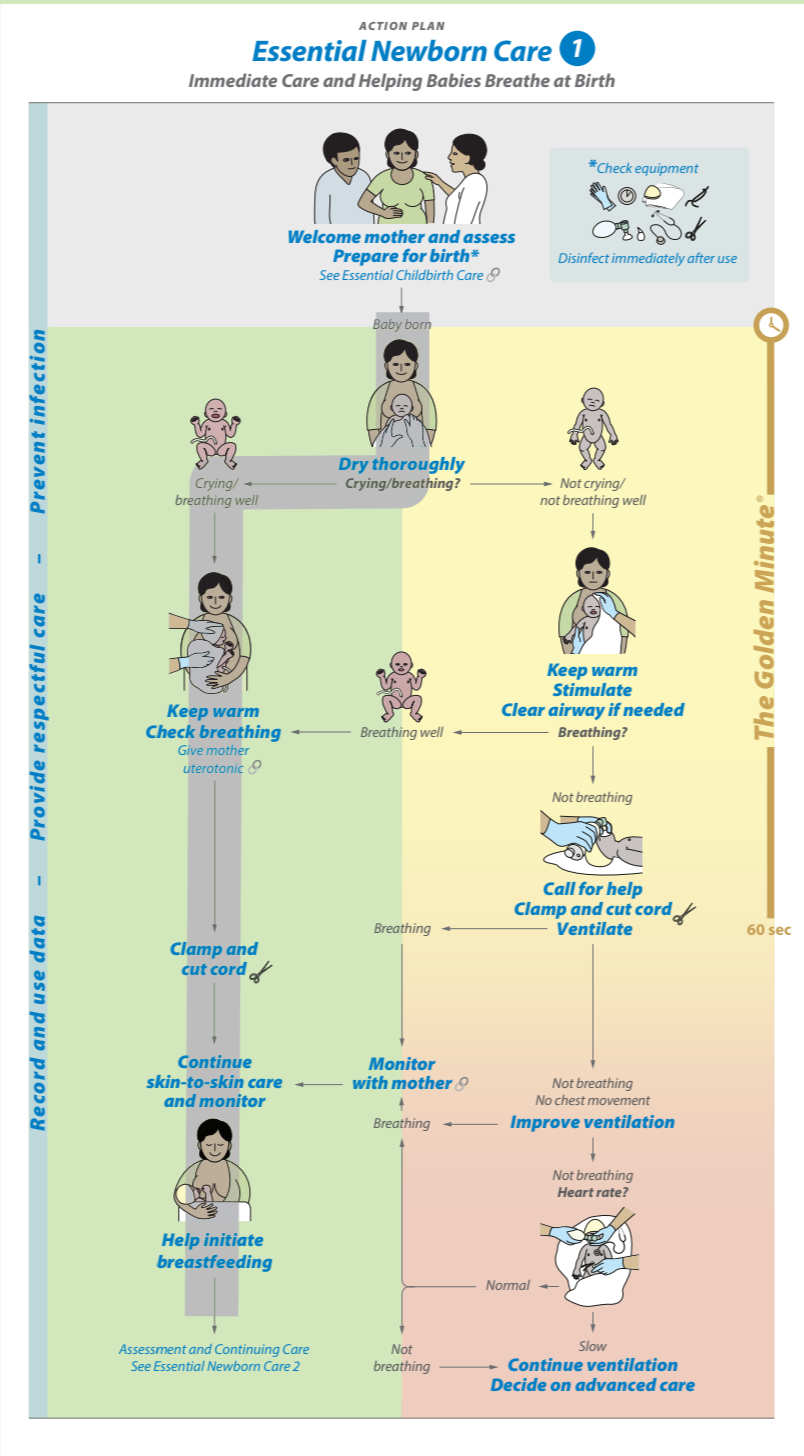 ACTION PLAN
Essential Newborn Care 1
Immediate Care and Helping Babies Breathe at Birth
Welcome mother and assess
Prepare for birth*
See Essential Childbirth Care
*Check equipment
Disinfect immediately after use
Baby born
Dry thoroughly
Crying/breathing?
Crying/
breathing well
Not crying/
not breathing well
Keep warm
Stimulate
Clear airway if needed
Breathing?
Breathing well
Keep warm
Check breathing
Give mother
uterotonic
Not breathing
Call for help
Clamp and cut cord
Ventilate
Breathing
Clamp and
cut cord
Continue
skin-to-skin care
and monitor
Monitor
with mother
Not breathing
No chest movement
Improve ventilation
Breathing
Not breathing
Heart rate?
Help initiate
breastfeeding
Normal
Slow
Continue ventilation
Decide on advanced care
Not
breathing
Assessment and Continuing Care
See Essential Newborn Care 2
Record and use data – Provide respectful care – Prevent infection
The Golden Minute®
60 sec